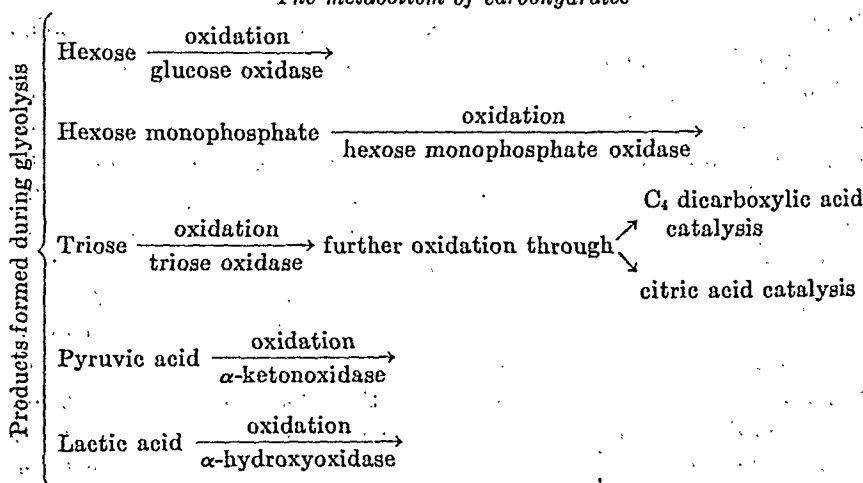 The metabolism of carbohydrates
Products formed during glycolysis
Hexose oxidation
glucose oxidase
Hexose monophosphate oxidation
hexose monophosphate oxidase
Triose oxidation
triose oxidase
further oxidation through
C₄ dicarboxylic acid
catalysis
citric acid catalysis
Pyruvic acid oxidation
α-ketonoxidase
Lactic acid oxidation
α-hydroxyoxidase